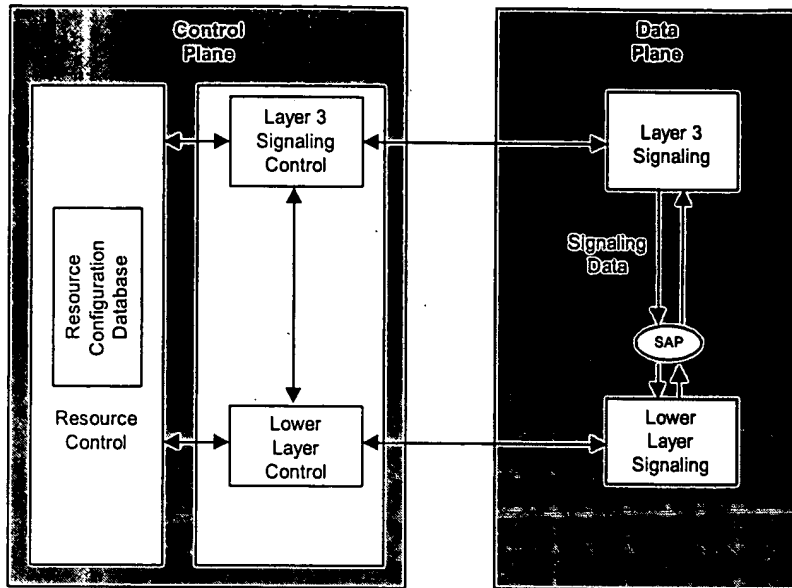 Control
Plane
Data
Plane
Layer 3
Signaling
Control
Layer 3
Signaling
Resource
Configuration
Database
Signaling
Data
SAP
Resource
Control
Lower
Layer
Control
Lower
Layer
Signaling